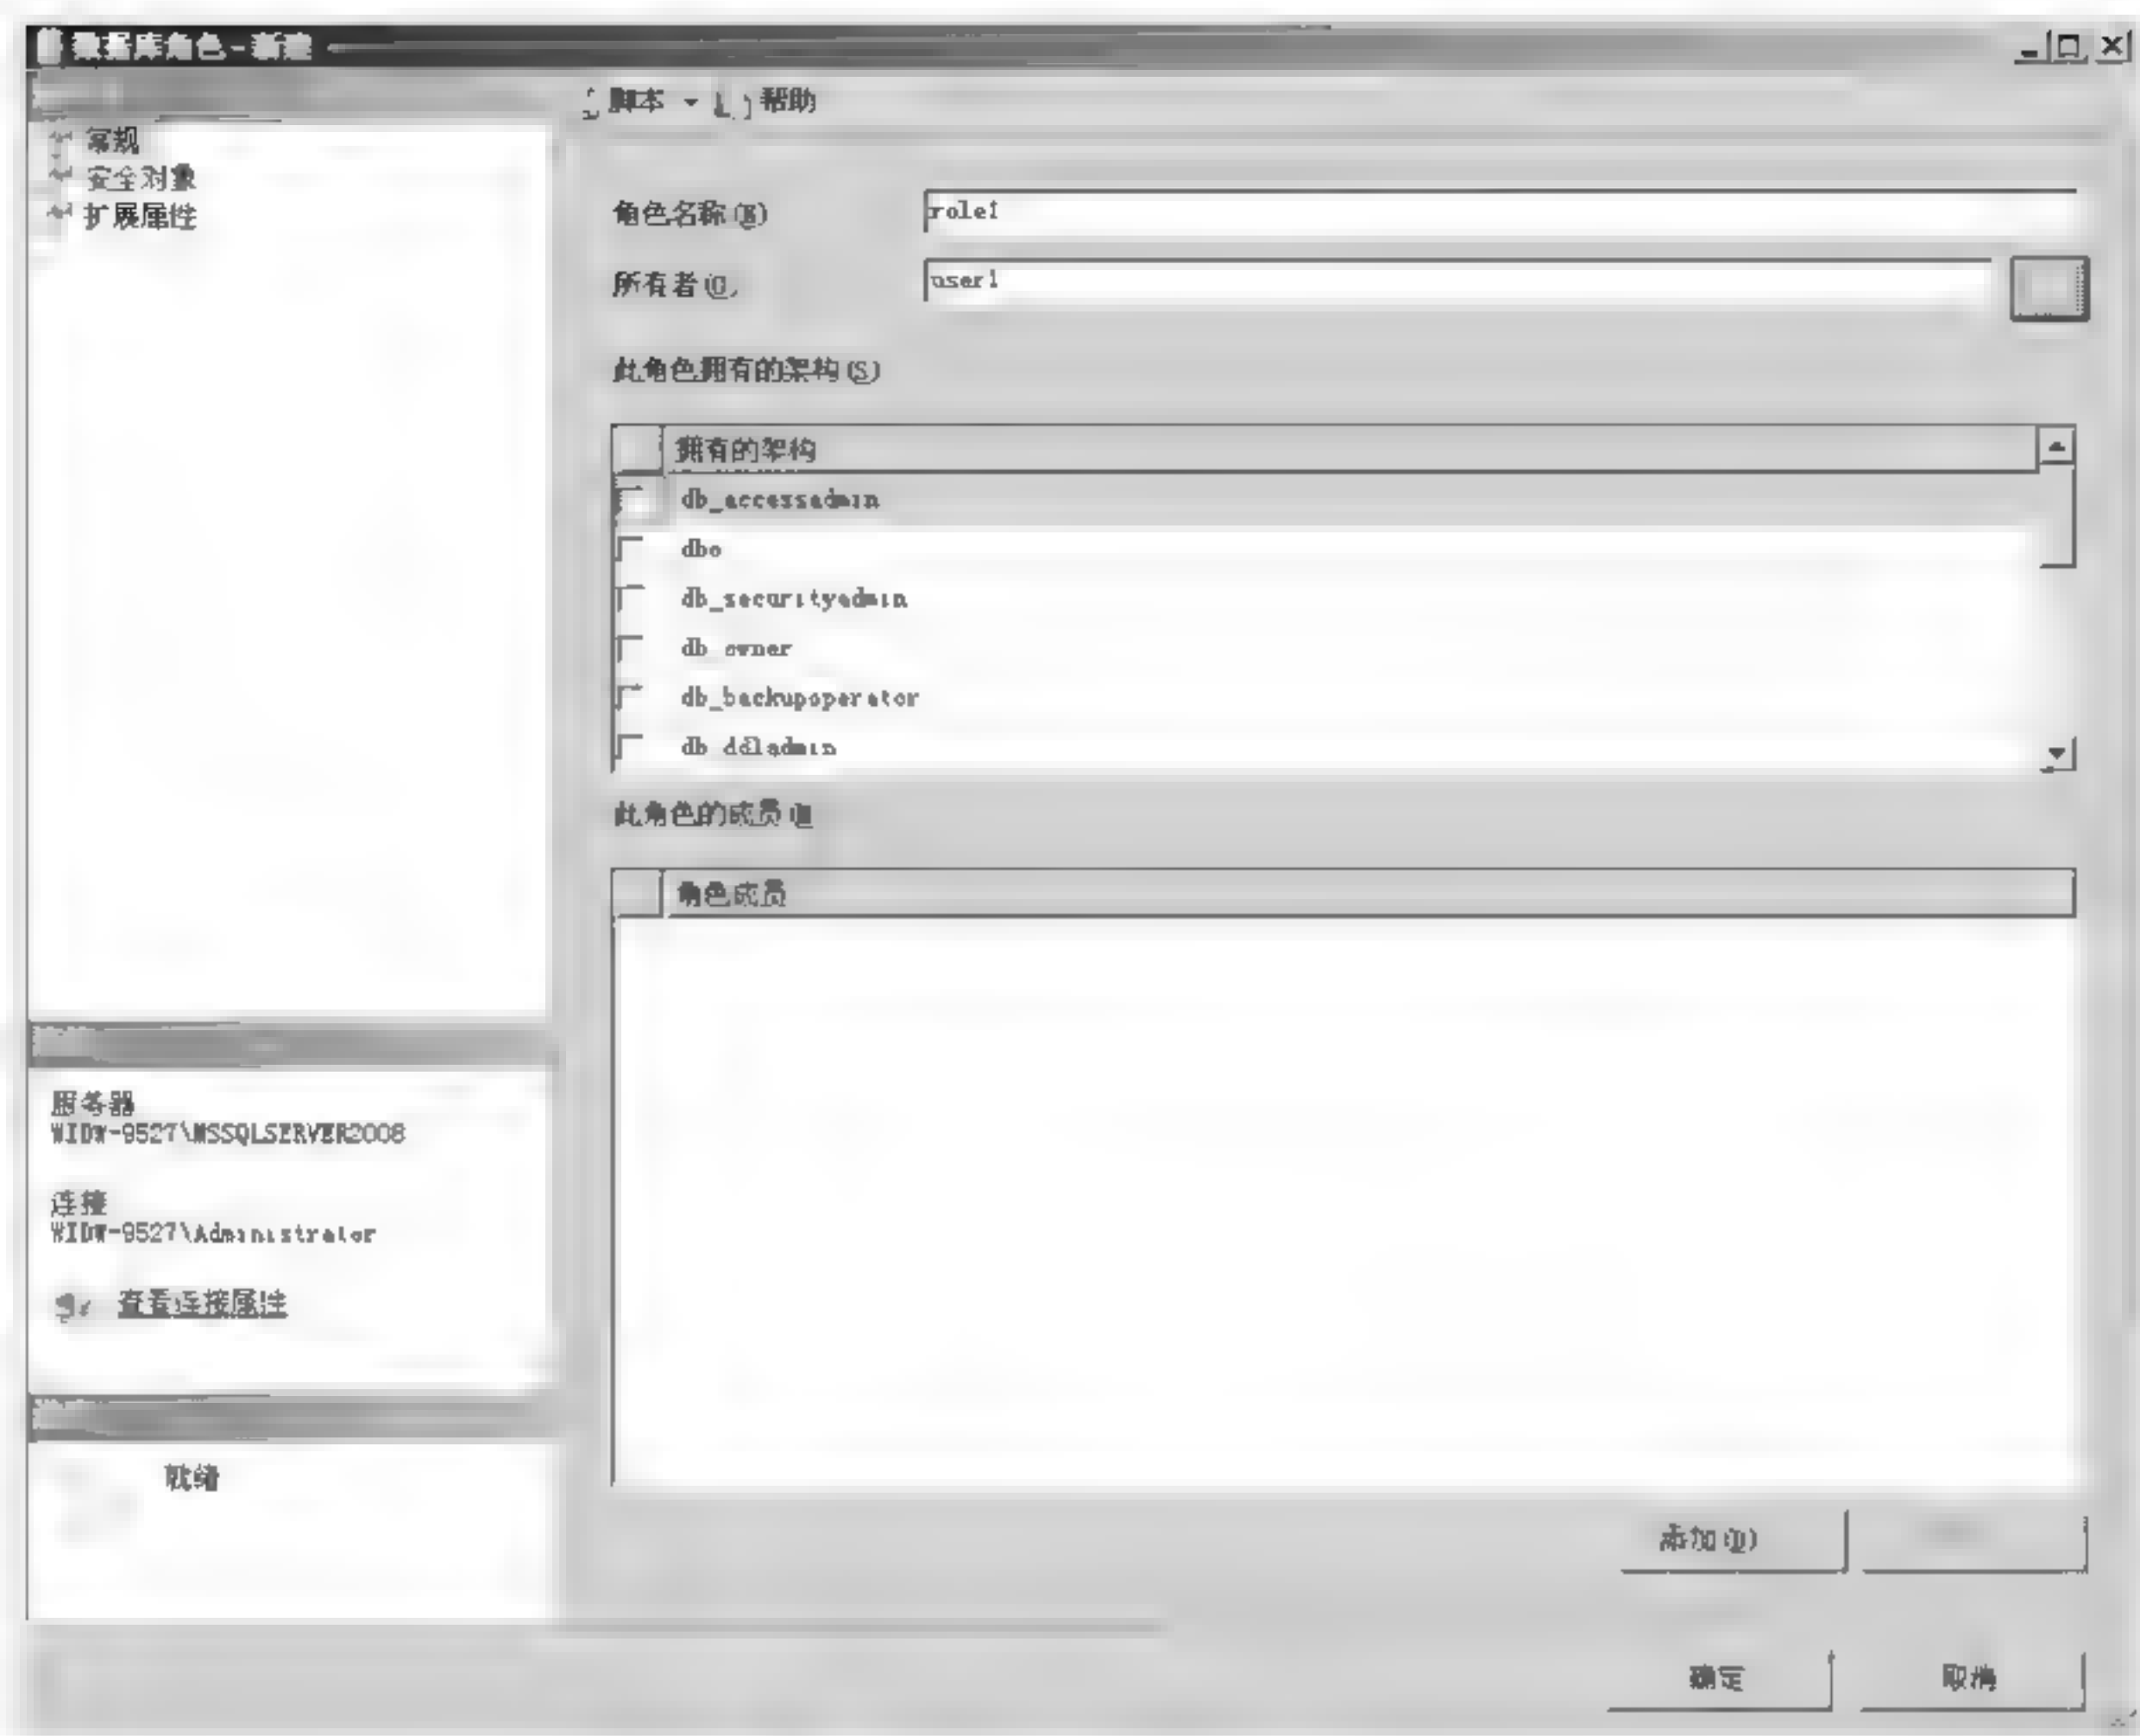 数据库角色-新建
脚本 帮助
常规
安全对象
扩展属性
角色名称(N)
role1
所有者(O)
user1
此角色拥有的架构(S)
拥有的架构
db_accessadmin
dbo
db_securityadmin
db_owner
db_backupoperator
db_ddladmin
此角色的成员(M)
角色成员
服务器
WIDW-9527\MSSQLSERVER2008
连接
WIDW-9527\Administrator
查看连接属性
就绪
添加(D)
确定
取消